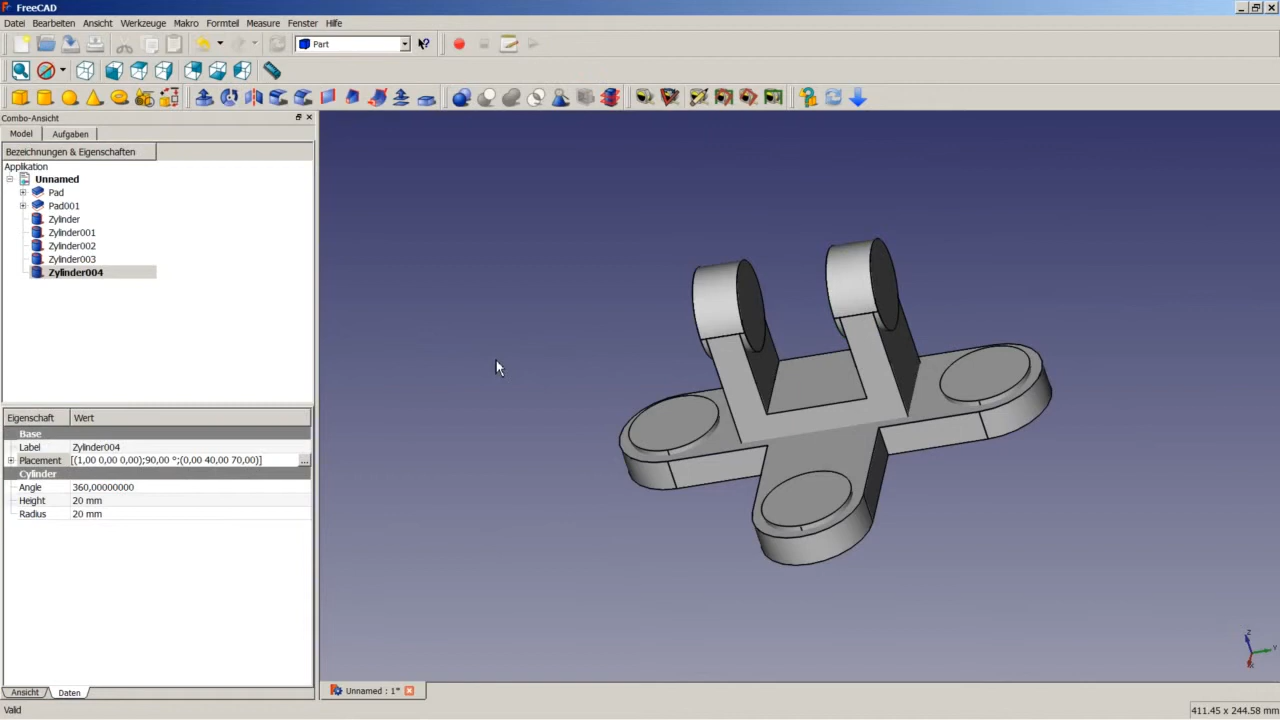 FreeCAD
Datei Bearbeiten Ansicht Werkzeuge Makro Formteil Measure Fenster Hilfe
Part
Combo-Ansicht
Model Aufgaben
Bezeichnungen & Eigenschaften
Applikation
Unnamed
Pad
Pad001
Zylinder
Zylinder001
Zylinder002
Zylinder003
Zylinder004
Eigenschaft Wert
Base
Label Zylinder004
Placement [(1,00 0,00 0,00);90,00 °;(0,00 40,00 70,00)] ...
Cylinder
Angle 360,00000000
Height 20 mm
Radius 20 mm
Z
Y
X
Ansicht Daten
Unnamed : 1*
Valid
411.45 x 244.58 mm